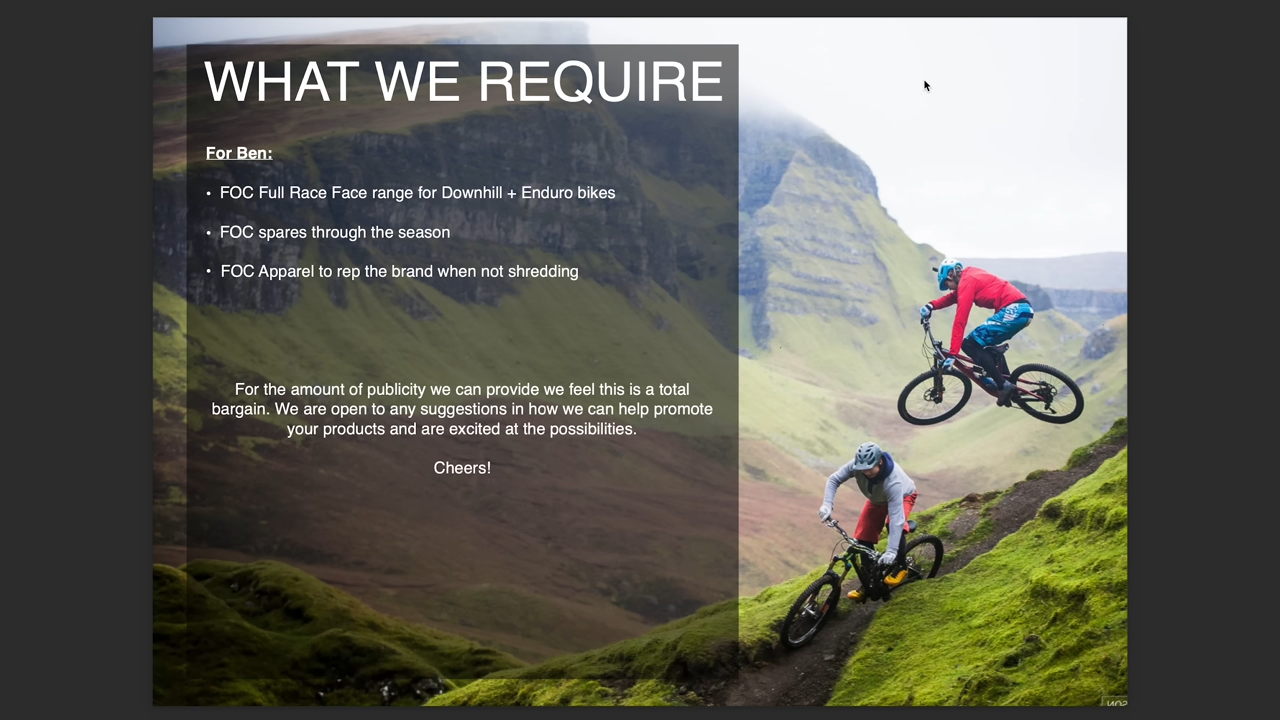 WHAT WE REQUIRE
For Ben:
• FOC Full Race Face range for Downhill + Enduro bikes
• FOC spares through the season
• FOC Apparel to rep the brand when not shredding
For the amount of publicity we can provide we feel this is a total
bargain. We are open to any suggestions in how we can help promote
your products and are excited at the possibilities.
Cheers!